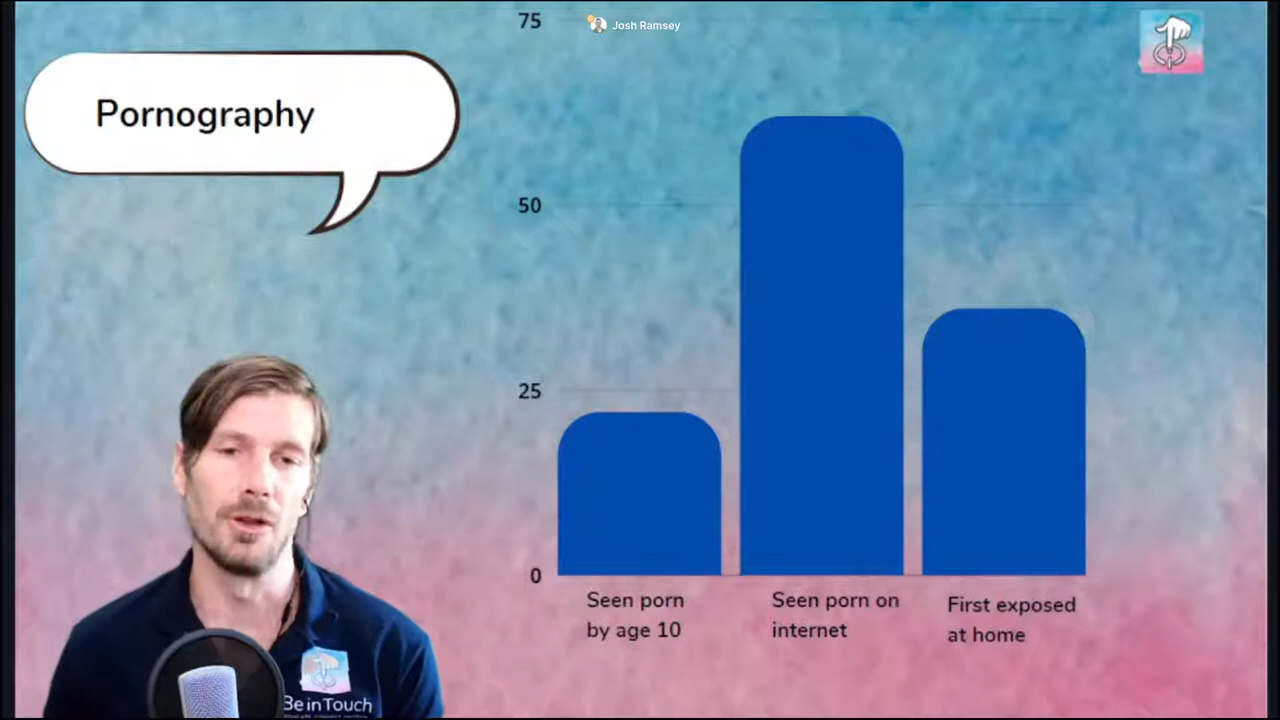 Josh Ramsey
Pornography
75
50
25
0
Seen porn
by age 10
Seen porn on
internet
First exposed
at home
Be in Touch